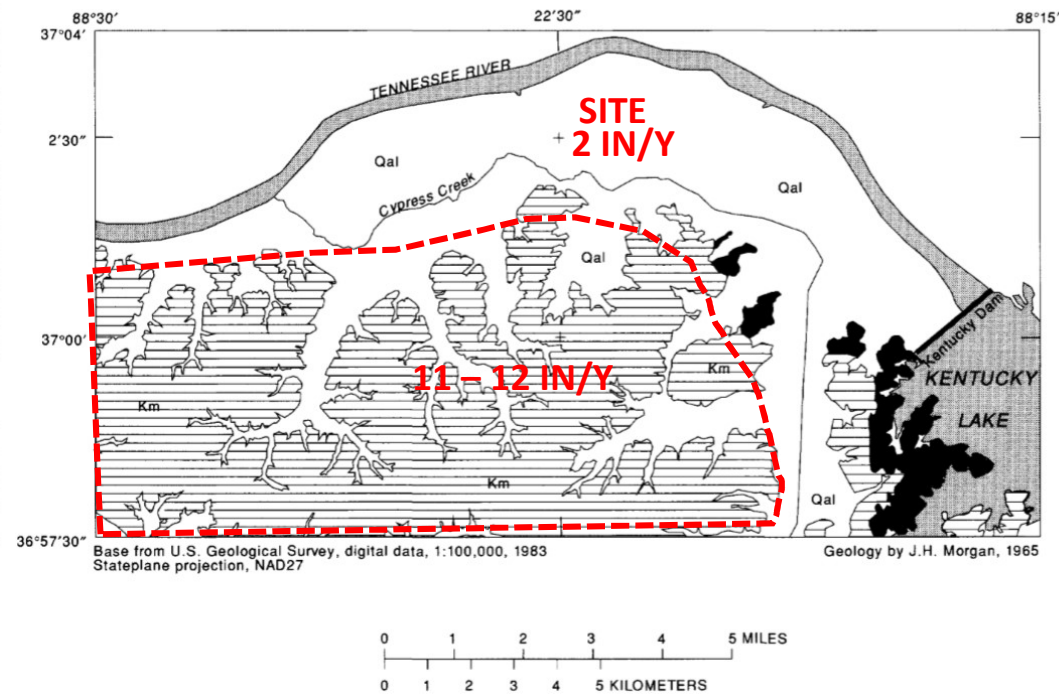 88°30′ 22′30″ 88°15′
37°04′
TENNESSEE RIVER
SITE
2 IN/Y
2′30″
Qal
Qal
Cypress Creek
Qal
Kentucky Dam
37°00′
11 – 12 IN/Y
Km
KENTUCKY
Km
LAKE
Km
Qal
36°57′30″
Base from U.S. Geological Survey, digital data, 1:100,000, 1983
Stateplane projection, NAD27
Geology by J.H. Morgan, 1965
0 1 2 3 4 5 MILES
0 1 2 3 4 5 KILOMETERS